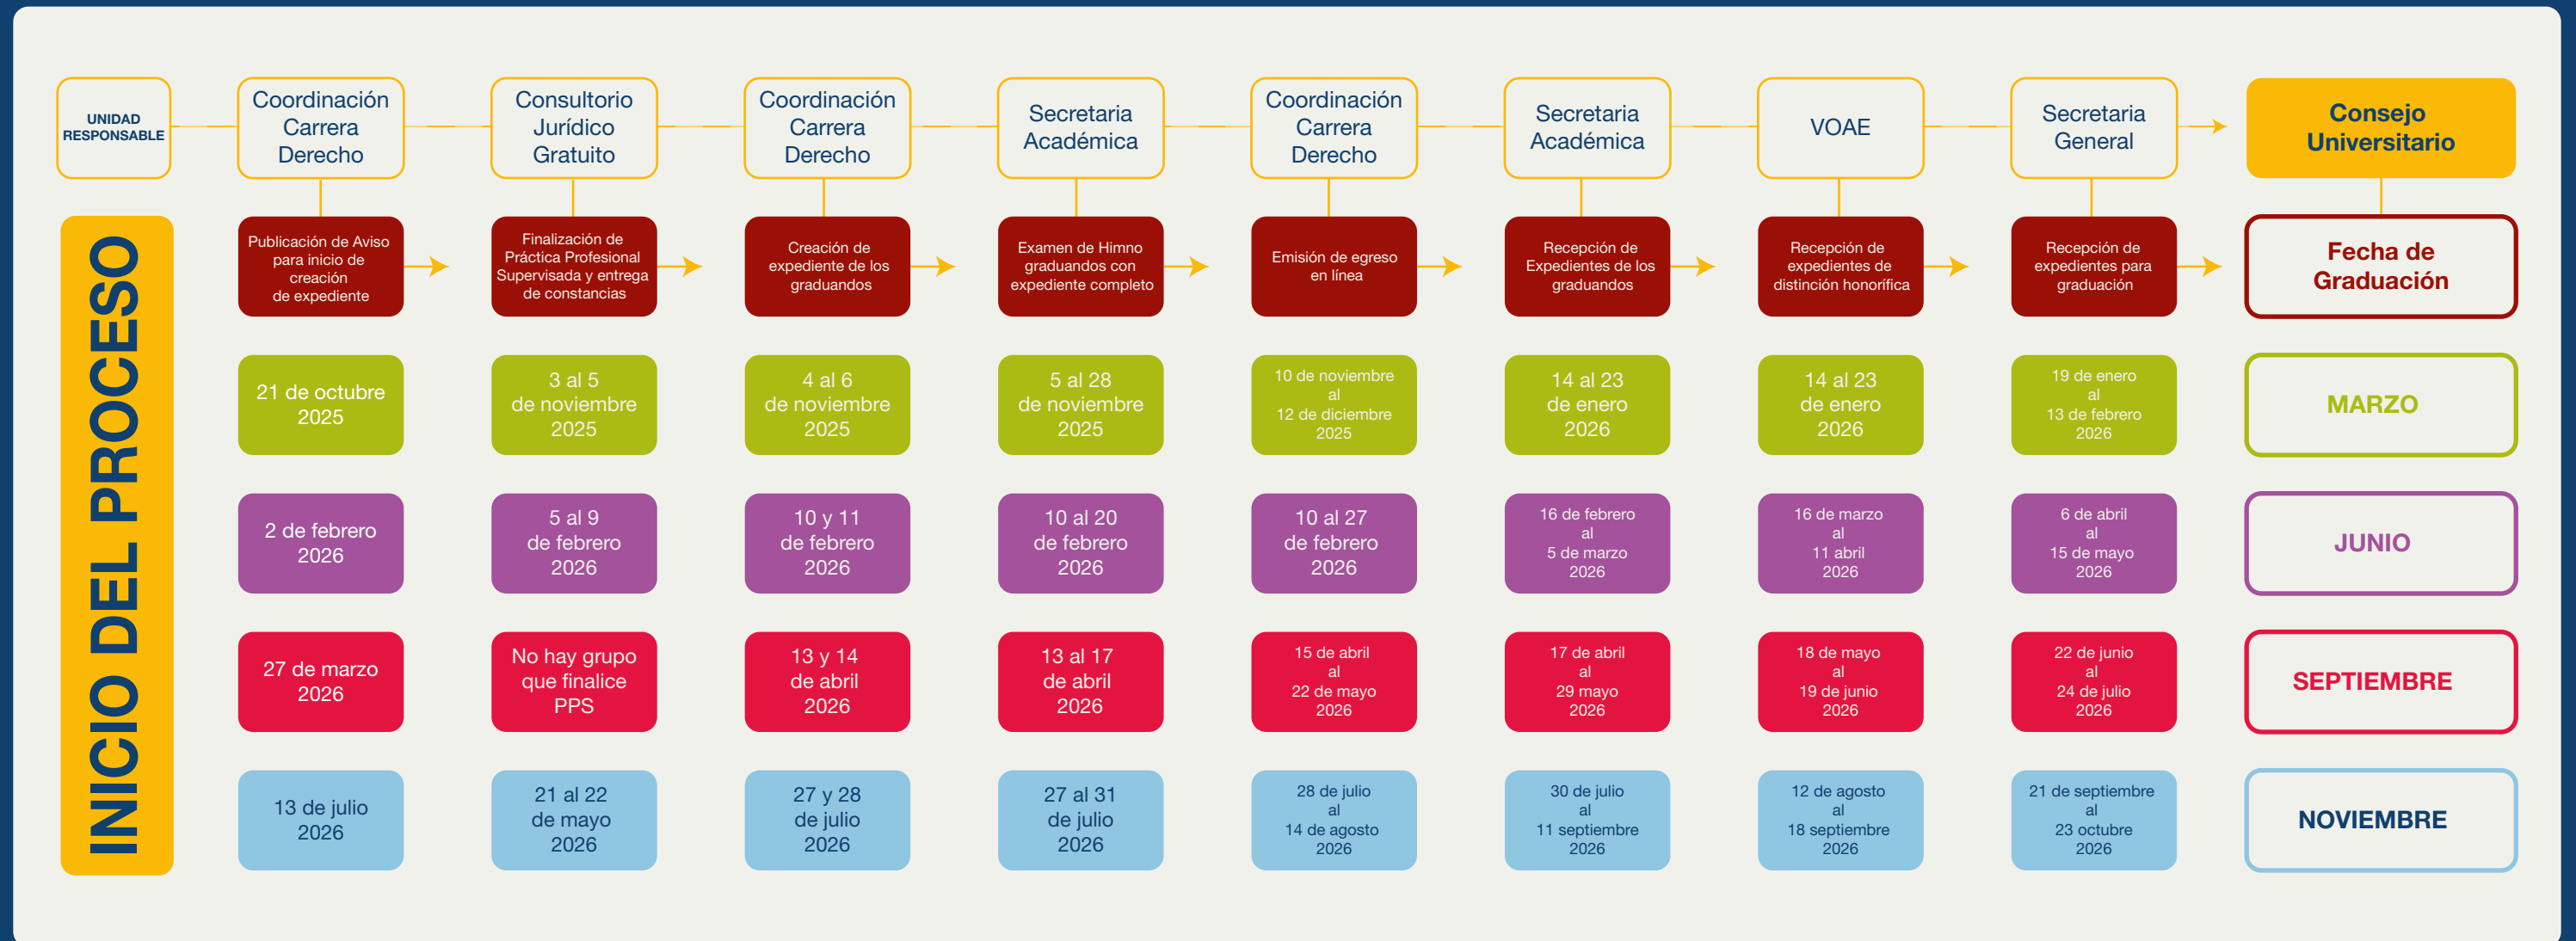 UNIDAD
RESPONSABLE
Coordinación
Carrera
Derecho
Consultorio
Jurídico
Gratuito
Coordinación
Carrera
Derecho
Secretaria
Académica
Coordinación
Carrera
Derecho
Secretaria
Académica
VOAE
Secretaria
General
Consejo
Universitario
INICIO DEL PROCESO
Publicación de Aviso
para inicio de
creación
de expediente
Finalización de
Práctica Profesional
Supervisada y entrega
de constancias
Creación de
expediente de los
graduandos
Examen de Himno
graduandos con
expediente completo
Emisión de egreso
en línea
Recepción de
Expedientes de los
graduandos
Recepción de
expedientes de
distinción honorífica
Recepción de
expedientes para
graduación
Fecha de
Graduación
21 de octubre
2025
3 al 5
de noviembre
2025
4 al 6
de noviembre
2025
5 al 28
de noviembre
2025
10 de noviembre
al
12 de diciembre
2025
14 al 23
de enero
2026
14 al 23
de enero
2026
19 de enero
al
13 de febrero
2026
MARZO
2 de febrero
2026
5 al 9
de febrero
2026
10 y 11
de febrero
2026
10 al 20
de febrero
2026
10 al 27
de febrero
2026
16 de febrero
al
5 de marzo
2026
16 de marzo
al
11 abril
2026
6 de abril
al
15 de mayo
2026
JUNIO
27 de marzo
2026
No hay grupo
que finalice
PPS
13 y 14
de abril
2026
13 al 17
de abril
2026
15 de abril
al
22 de mayo
2026
17 de abril
al
29 mayo
2026
18 de mayo
al
19 de junio
2026
22 de junio
al
24 de julio
2026
SEPTIEMBRE
13 de julio
2026
21 al 22
de mayo
2026
27 y 28
de julio
2026
27 al 31
de julio
2026
28 de julio
al
14 de agosto
2026
30 de julio
al
11 septiembre
2026
12 de agosto
al
18 septiembre
2026
21 de septiembre
al
23 octubre
2026
NOVIEMBRE